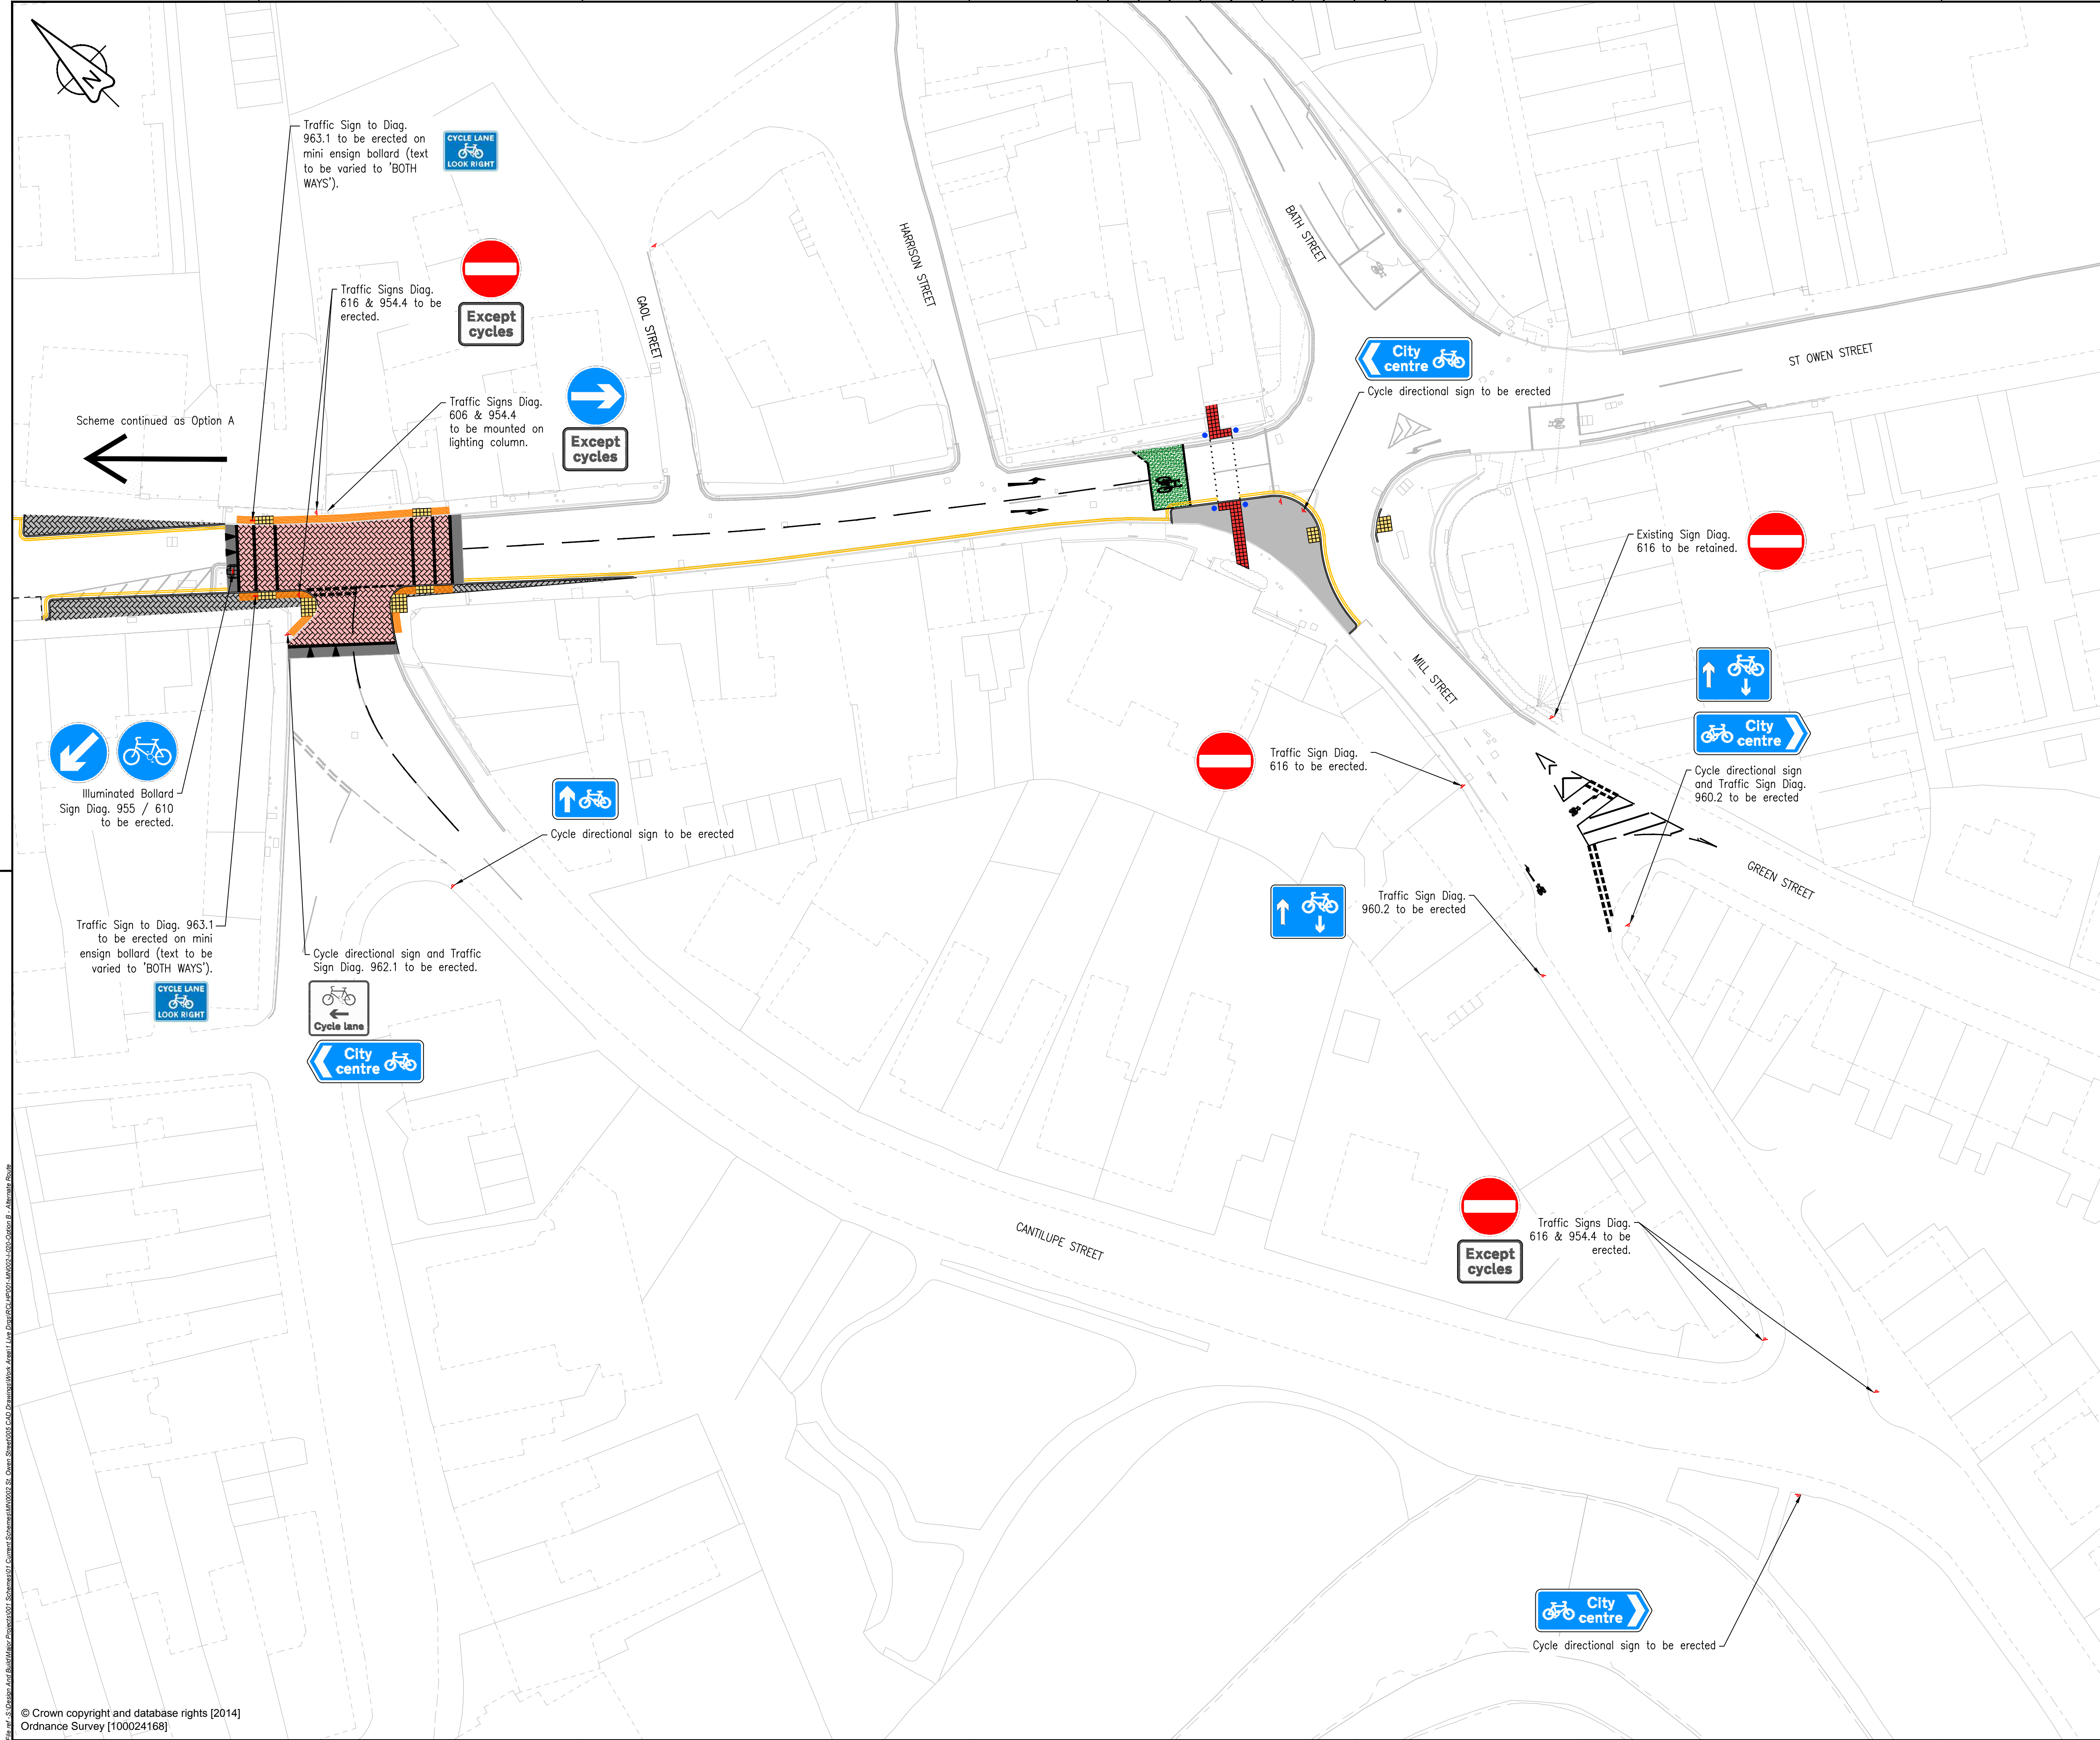 N
Traffic Sign to Diag.
963.1 to be erected on
mini ensign bollard (text
to be varied to 'BOTH
WAYS').
CYCLE LANE
LOOK RIGHT
Traffic Signs Diag.
616 & 954.4 to be
erected.
Except
cycles
GAOL STREET
HARRISON STREET
BATH STREET
ST OWEN STREET
City
centre
Cycle directional sign to be erected
Scheme continued as Option A
Traffic Signs Diag.
606 & 954.4
to be mounted on
lighting column.
Except
cycles
Existing Sign Diag.
616 to be retained.
MILL STREET
City
centre
Cycle directional sign
and Traffic Sign Diag.
960.2 to be erected
Traffic Sign Diag.
616 to be erected.
Illuminated Bollard
Sign Diag. 955 / 610
to be erected.
Cycle directional sign to be erected
GREEN STREET
Traffic Sign Diag.
960.2 to be erected
Traffic Sign to Diag. 963.1
to be erected on mini
ensign bollard (text to be
varied to 'BOTH WAYS').
CYCLE LANE
LOOK RIGHT
Cycle directional sign and Traffic
Sign Diag. 962.1 to be erected.
Cycle lane
City
centre
CANTILUPE STREET
Traffic Signs Diag.
616 & 954.4 to be
erected.
Except
cycles
City
centre
Cycle directional sign to be erected
© Crown copyright and database rights [2014]
Ordnance Survey [100024168]